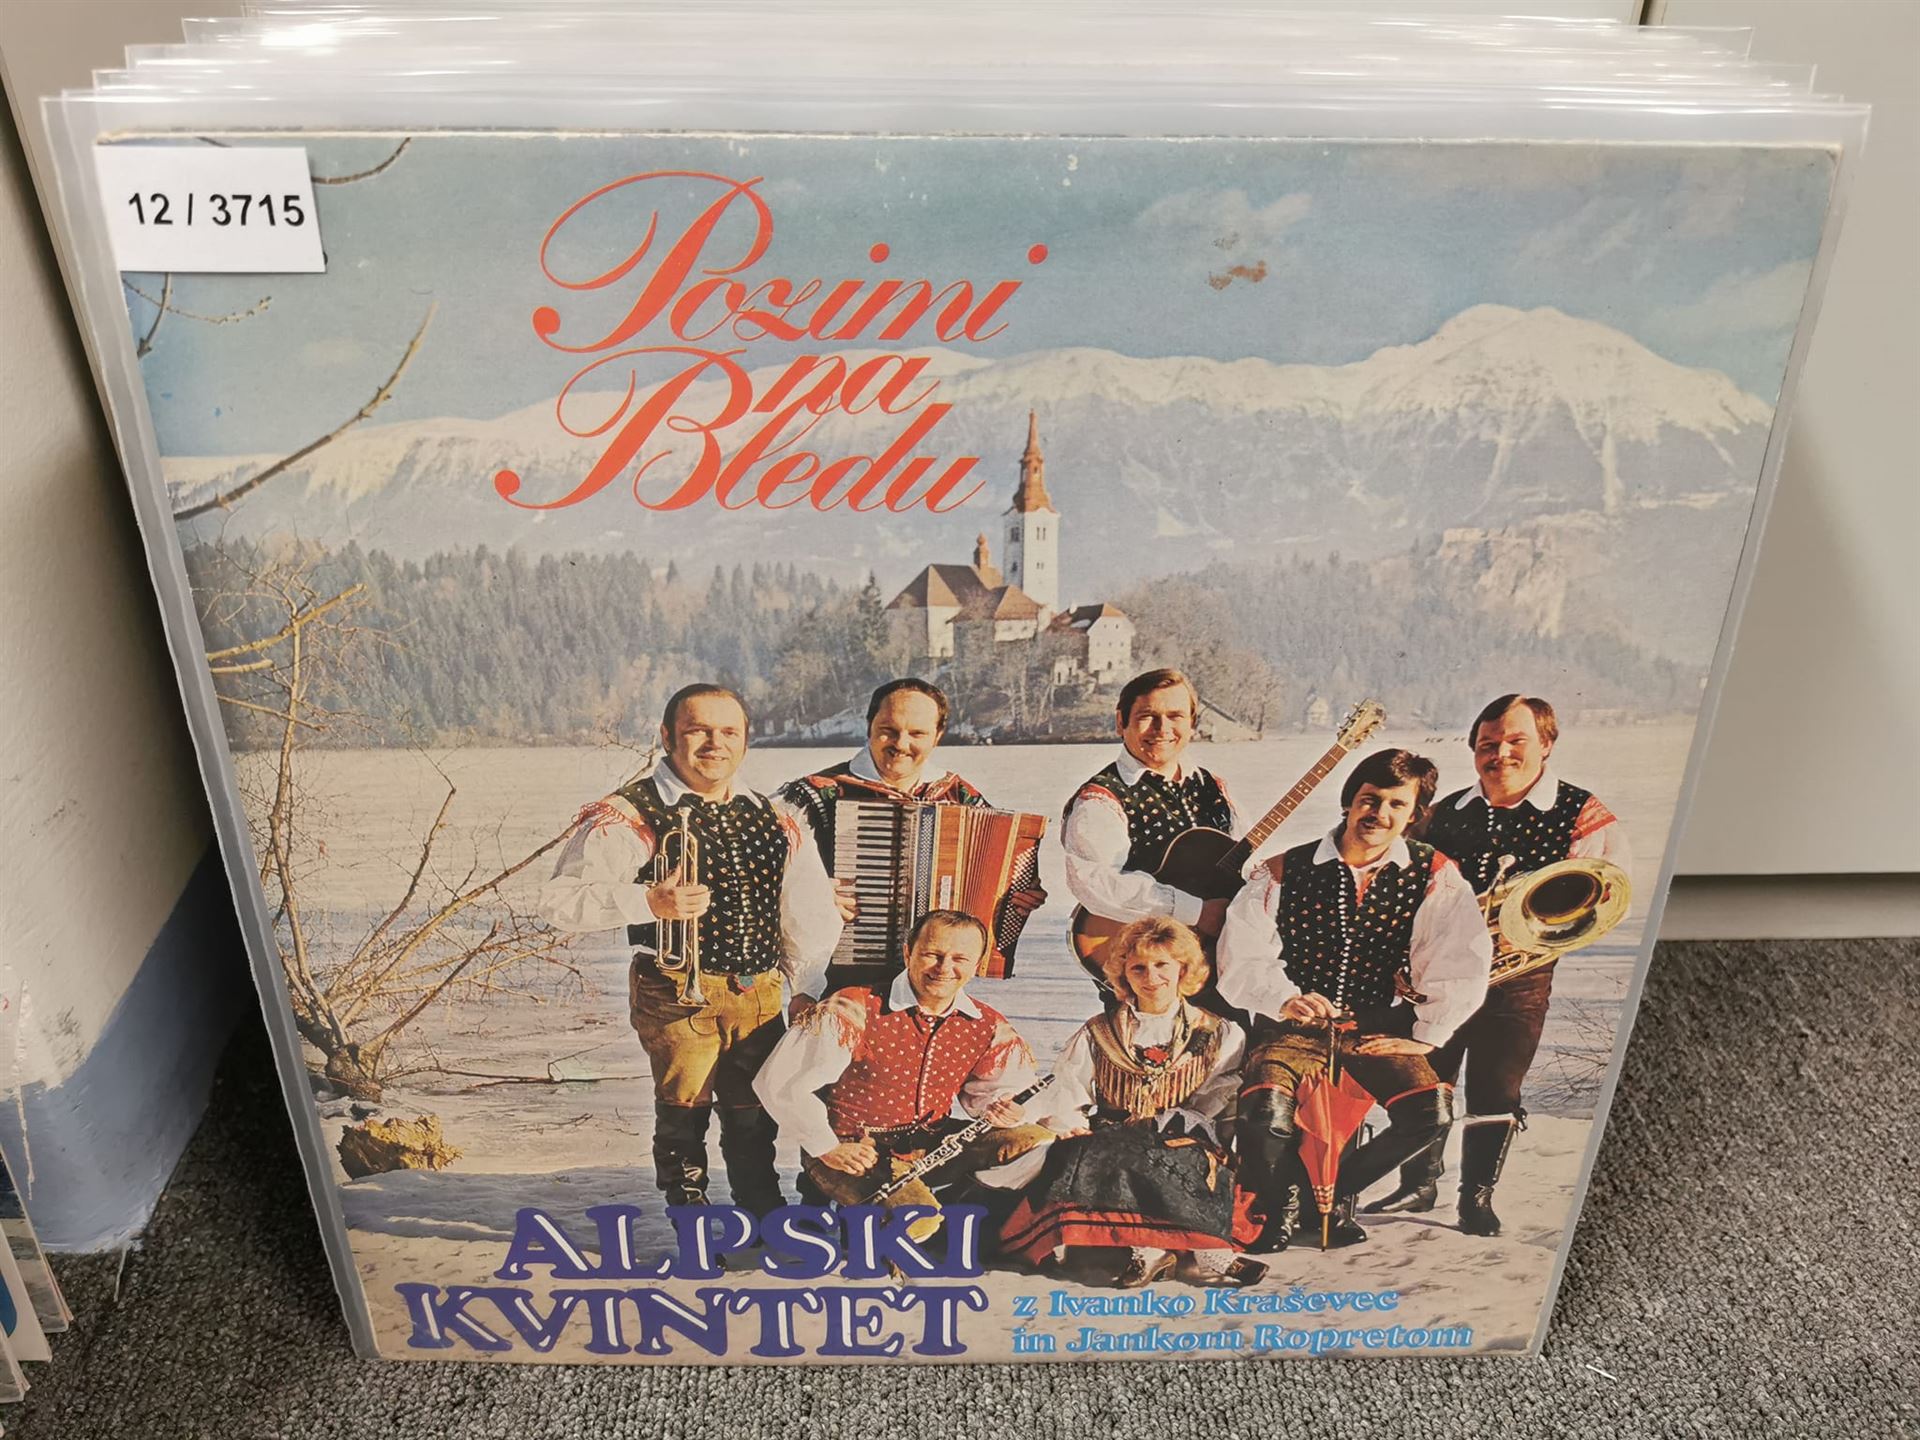 12 / 3715
Pozimi
na
Bledu
ALPSKI
KVINTET
z Ivanko Kraševec
in Jankom Ropretom